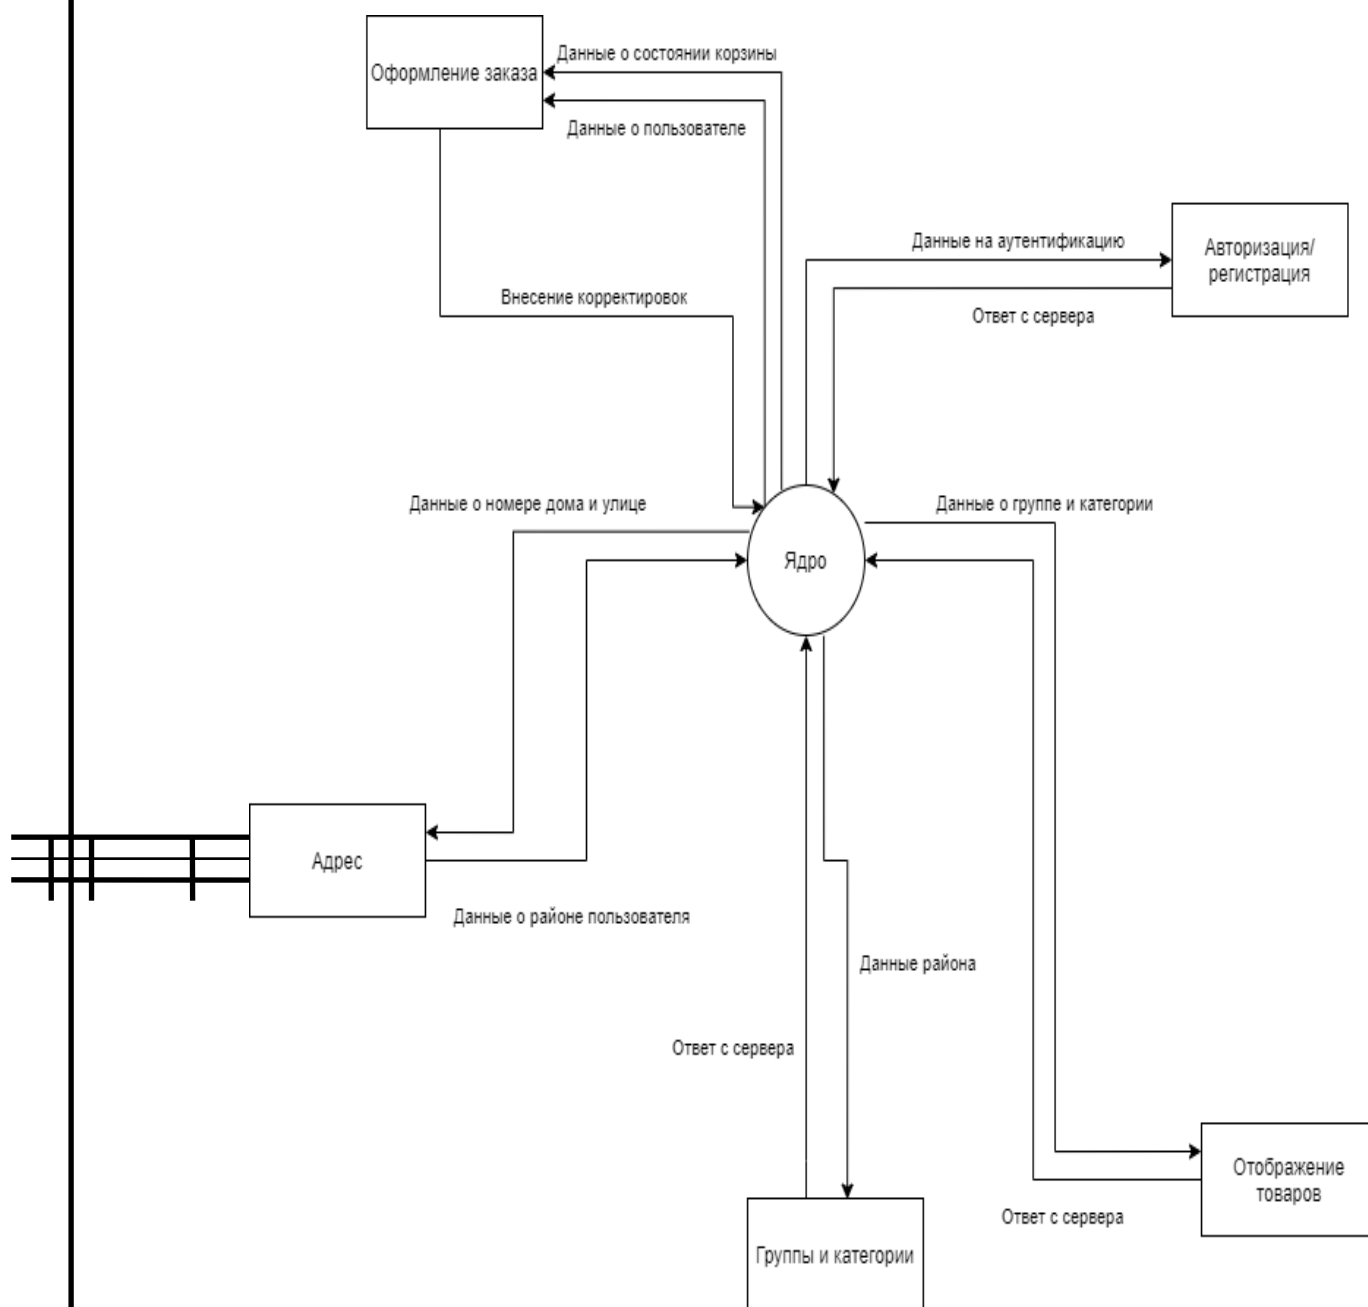 Данные о состоянии корзины
Оформление заказа
Данные о пользователе
Данные на аутентификацию
Авторизация/
регистрация
Внесение корректировок
Ответ с сервера
Данные о номере дома и улице
Данные о группе и категории
Ядро
Адрес
Данные о районе пользователя
Данные района
Ответ с сервера
Отображение
товаров
Ответ с сервера
Группы и категории